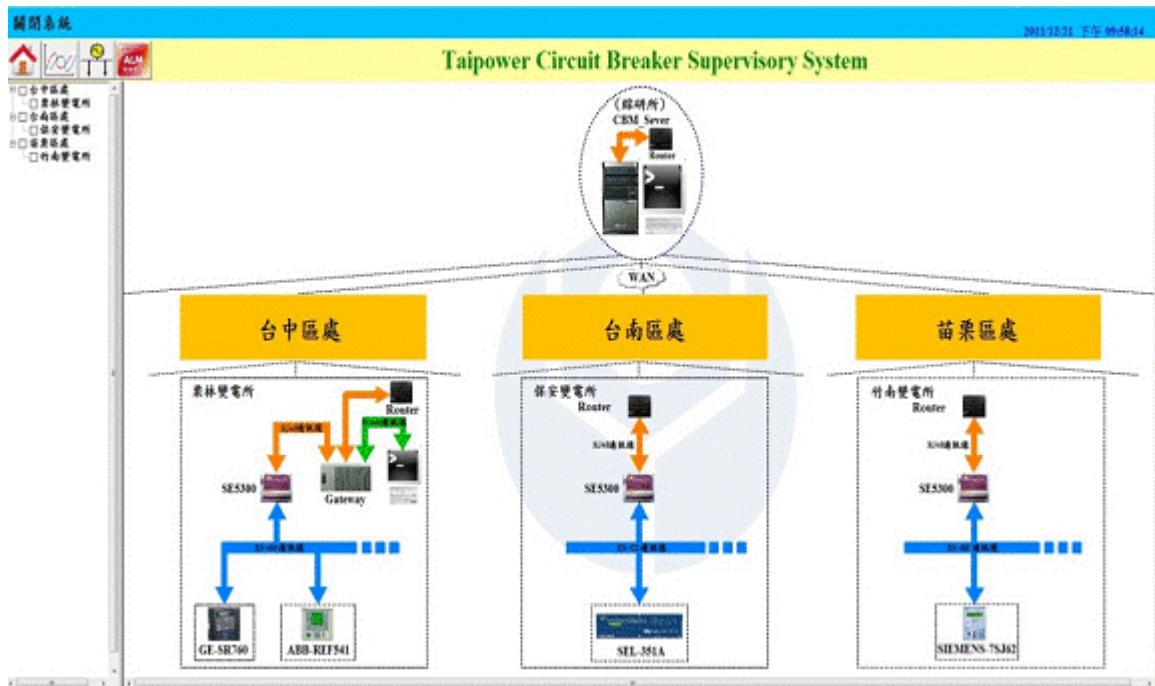 關閉系統
2011/12/21 下午 09:58:14
ALM
Taipower Circuit Breaker Supervisory System
台中區處
栗林變電所
台南區處
保安變電所
苗栗區處
竹南變電所
(綜研所)
CBM_Sever
Router
WAN
台中區處
台南區處
苗栗區處
栗林變電所
Router
SE5300
Gateway
GE-SR760
ABB-REF541
保安變電所
Router
SE5300
SEL-351A
竹南變電所
Router
SE5300
SIEMENS-7SJ62